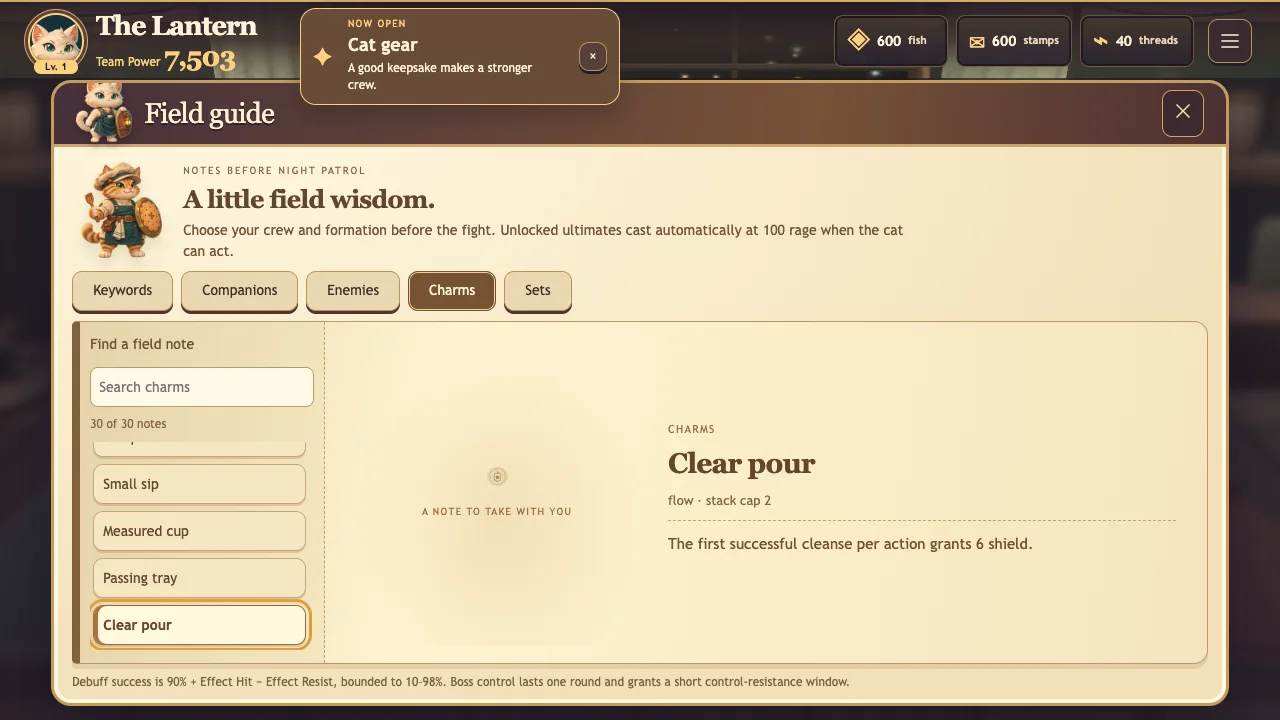 The Lantern
Team Power 7,503
Lv. 1
NOW OPEN
Cat gear
A good keepsake makes a stronger
crew.
×
600 fish
600 stamps
40 threads
Field guide
NOTES BEFORE NIGHT PATROL
A little field wisdom.
Choose your crew and formation before the fight. Unlocked ultimates cast automatically at 100 rage when the cat
can act.
Keywords
Companions
Enemies
Charms
Sets
Find a field note
Search charms
30 of 30 notes
Small sip
Measured cup
Passing tray
Clear pour
A NOTE TO TAKE WITH YOU
CHARMS
Clear pour
flow · stack cap 2
The first successful cleanse per action grants 6 shield.
Debuff success is 90% + Effect Hit − Effect Resist, bounded to 10–98%. Boss control lasts one round and grants a short control-resistance window.